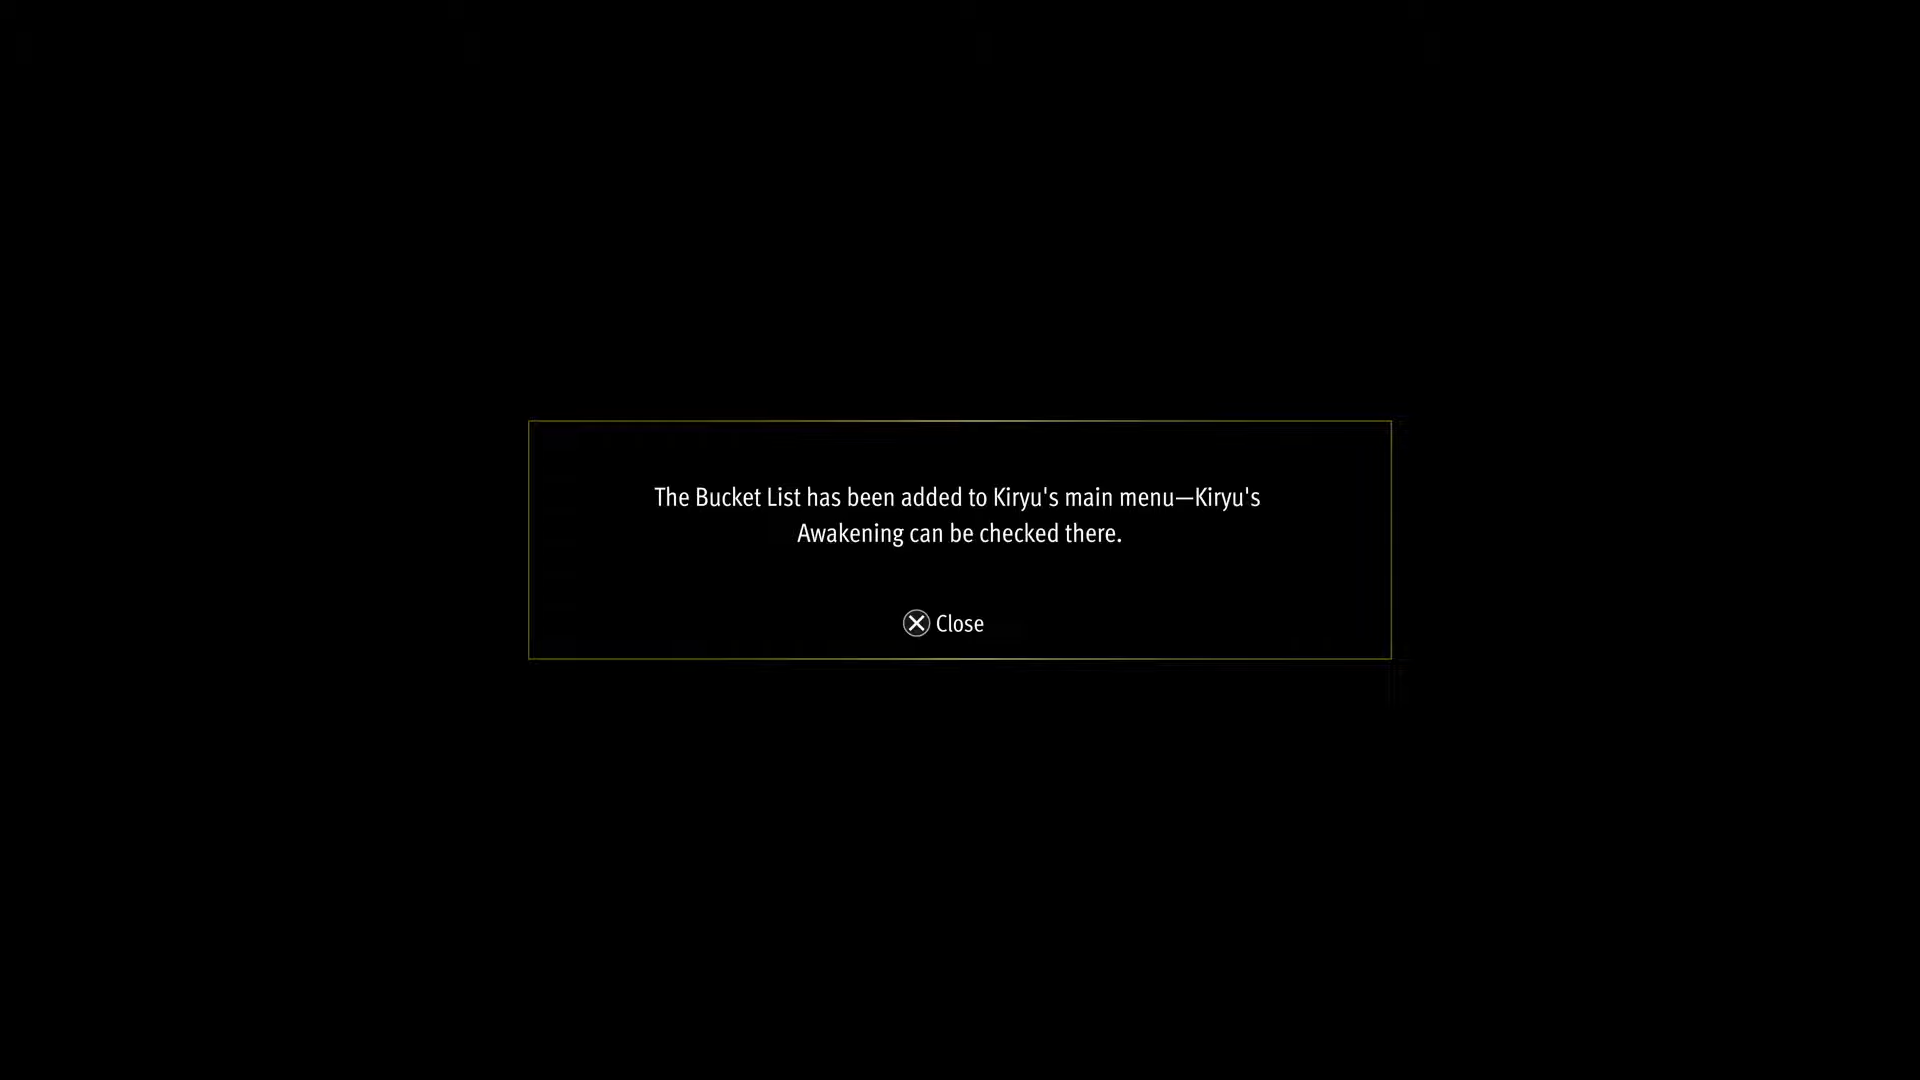 The Bucket List has been added to Kiryu's main menu—Kiryu's
Awakening can be checked there.
Close